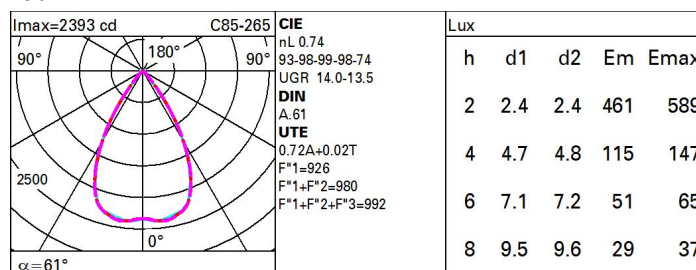 Imax=2393 cd C85-265
90° 180° 90°
2500
0°
α=61°
CIE
nL 0.74
93-98-99-98-74
UGR 14.0-13.5
DIN
A.61
UTE
0.72A+0.02T
F"1=926
F"1+F"2=980
F"1+F"2+F"3=992
Lux
h d1 d2 Em Emax
2 2.4 2.4 461 589
4 4.7 4.8 115 147
6 7.1 7.2 51 65
8 9.5 9.6 29 37